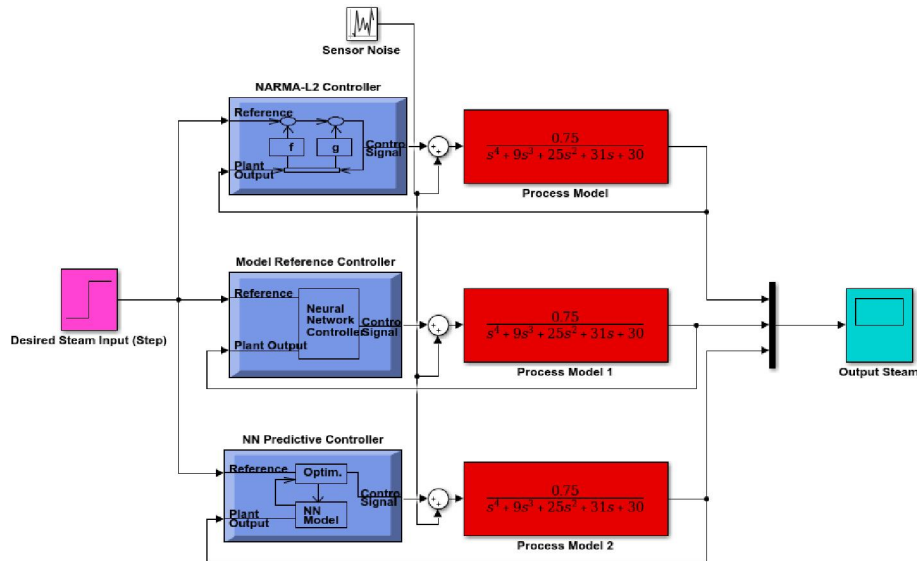 Sensor Noise
NARMA-L2 Controller
Reference
f
g
Contro
Signal
Plant
Output
+
+
0.75
s⁴ + 9s³ + 25s² + 31s + 30
Process Model
Model Reference Controller
Reference
Neural
Network
Controller
Contro
Signal
Plant Output
+
+
0.75
s⁴ + 9s³ + 25s² + 31s + 30
Process Model 1
Desired Steam Input (Step)
Output Steam
NN Predictive Controller
Reference
Optim.
Contro
Signal
Plant
Output
NN
Model
+
+
0.75
s⁴ + 9s³ + 25s² + 31s + 30
Process Model 2